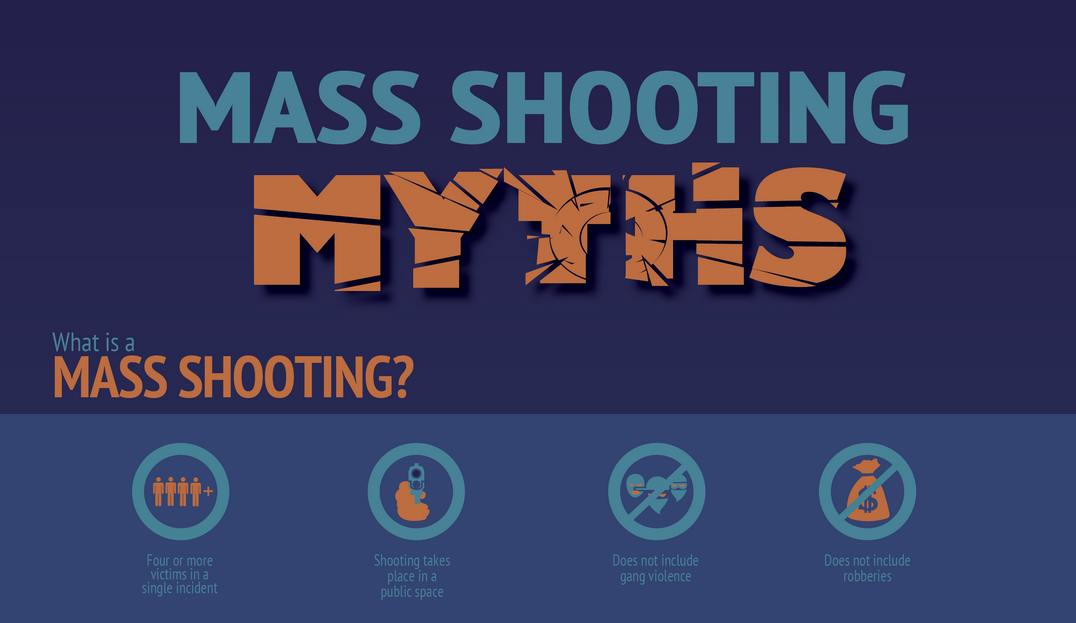 MASS SHOOTING
MYTHS
What is a
MASS SHOOTING?
Four or more
victims in a
single incident
Shooting takes
place in a
public space
Does not include
gang violence
Does not include
robberies